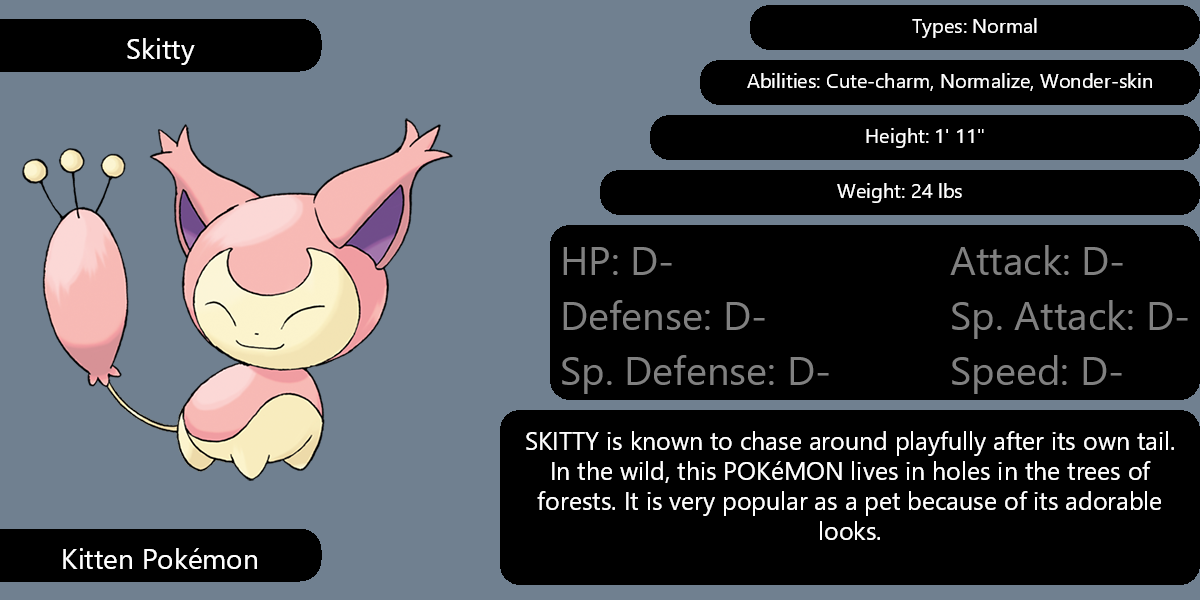 Skitty
Types: Normal
Abilities: Cute-charm, Normalize, Wonder-skin
Height: 1' 11"
Weight: 24 lbs
HP: D-
Attack: D-
Defense: D-
Sp. Attack: D-
Sp. Defense: D-
Speed: D-
SKITTY is known to chase around playfully after its own tail.
In the wild, this POKéMON lives in holes in the trees of
forests. It is very popular as a pet because of its adorable
looks.
Kitten Pokémon